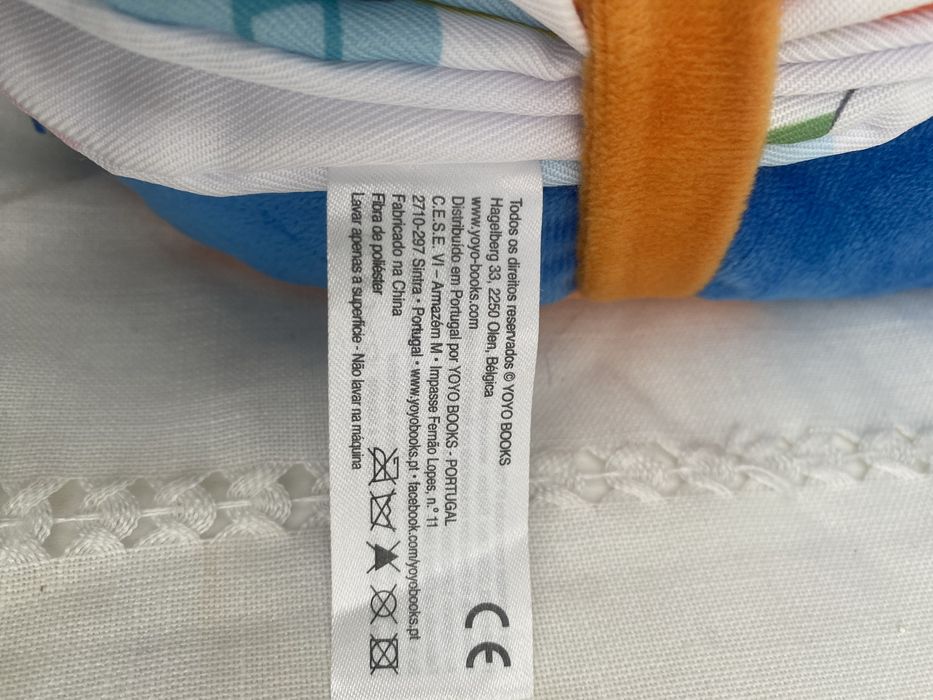 Todos os direitos reservados © YOYO BOOKS
Hagelberg 33, 2250 Olen, Bélgica
www.yoyo-books.com
Distribuido em Portugal por YOYO BOOKS - PORTUGAL
C.E.S.E. VI – Armazém M • Impasse Fernão Lopes, n.º 11
2710-297 Sintra • Portugal • www.yoyobooks.pt • facebook.com/yoyobooks.pt
Fabricado na China
Fibra de poliéster
Lavar apenas a superfície - Não lavar na máquina
CE